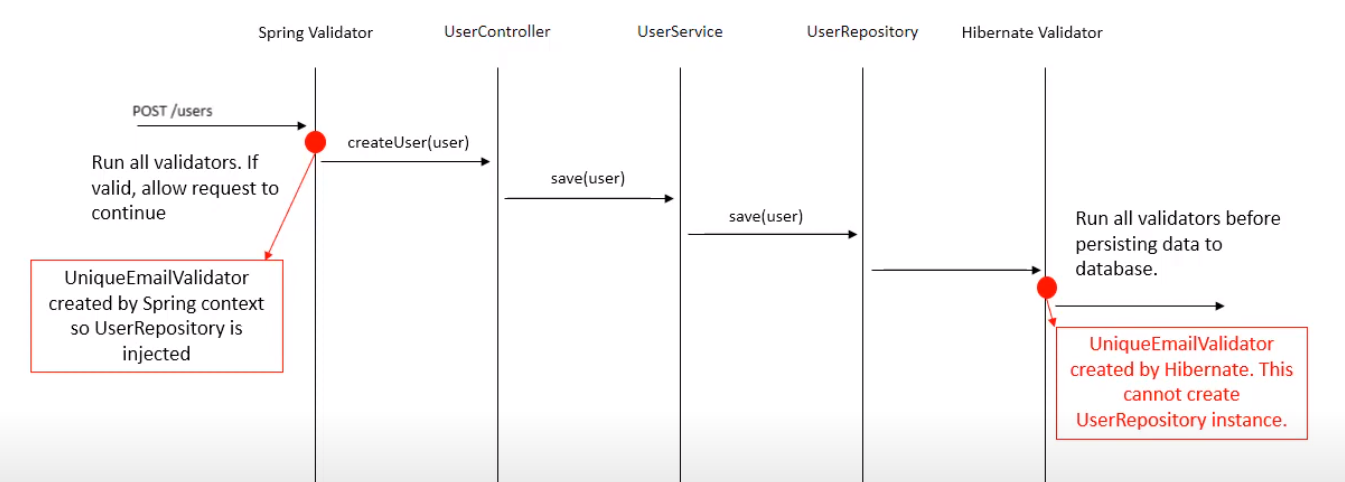 Spring Validator
UserController
UserService
UserRepository
Hibernate Validator
POST /users
createUser(user)
Run all validators. If
valid, allow request to
continue
save(user)
save(user)
Run all validators before
persisting data to
database.
UniqueEmailValidator
created by Spring context
so UserRepository is
injected
UniqueEmailValidator
created by Hibernate. This
cannot create
UserRepository instance.